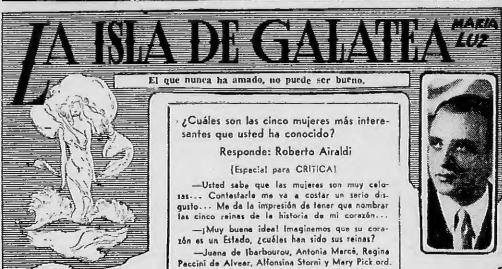 LA ISLA DE GALATEA
MARIA
LUZ
El que nunca ha amado, no puede ser bueno.
¿Cuáles son las cinco mujeres más intere-
santes que usted ha conocido?
Responde: Roberto Airaldi
(Especial para CRITICA)
—Usted sabe que las mujeres son muy celo-
sas... Contestarle me va a costar un serio dis-
gusto... Me da la impresión de tener que nombrar
las cinco reinas de la historia de mi corazón...
—¡Muy buena idea! Imaginemos que su cora-
zón es un Estado, ¿cuáles han sido sus reinas?
—Juana de Ibarbourou, Antonia Mercé, Regina
Paccini de Alvear, Alfonsina Storni y Mary Pickford.